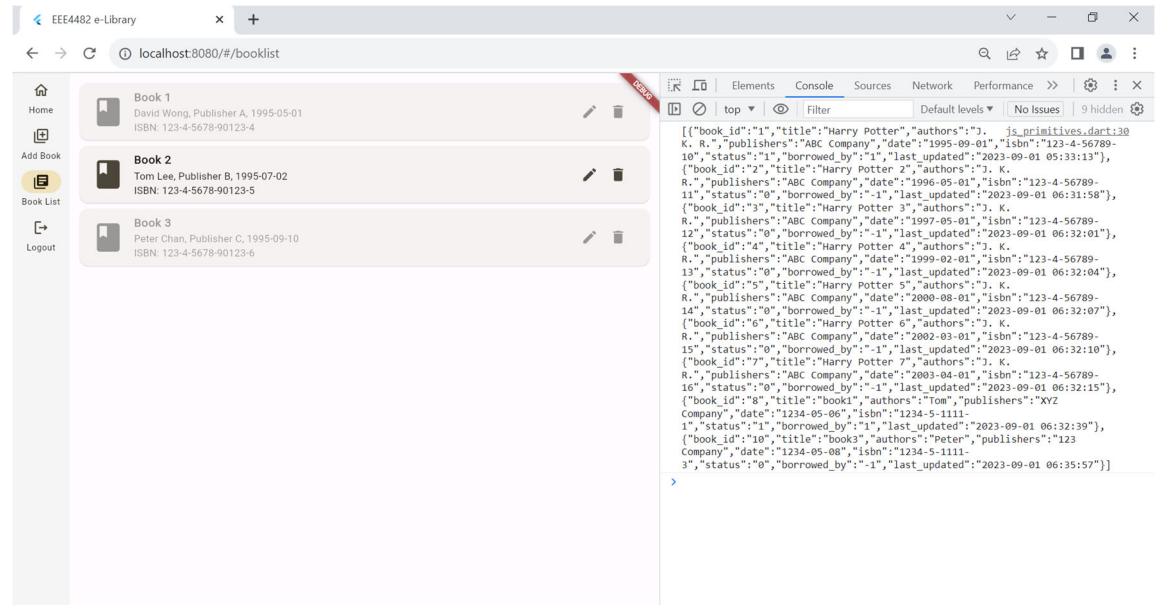 EEE4482 e-Library
localhost:8080/#/booklist
Home
Add Book
Book List
Logout
Book 1
David Wong, Publisher A, 1995-05-01
ISBN: 123-4-5678-90123-4
Book 2
Tom Lee, Publisher B, 1995-07-02
ISBN: 123-4-5678-90123-5
Book 3
Peter Chan, Publisher C, 1995-09-10
ISBN: 123-4-5678-90123-6
DEBUG
Elements Console Sources Network Performance
top Filter Default levels No Issues 9 hidden
[{"book_id":"1","title":"Harry Potter","authors":"J. js_primitives.dart:30
K. R.","publishers":"ABC Company","date":"1995-09-01","isbn":"123-4-56789-
10","status":"1","borrowed_by":"1","last_updated":"2023-09-01 05:33:13"},
{"book_id":"2","title":"Harry Potter 2","authors":"J. K.
R.","publishers":"ABC Company","date":"1996-05-01","isbn":"123-4-56789-
11","status":"0","borrowed_by":"-1","last_updated":"2023-09-01 06:31:58"},
{"book_id":"3","title":"Harry Potter 3","authors":"J. K.
R.","publishers":"ABC Company","date":"1997-05-01","isbn":"123-4-56789-
12","status":"0","borrowed_by":"-1","last_updated":"2023-09-01 06:32:01"},
{"book_id":"4","title":"Harry Potter 4","authors":"J. K.
R.","publishers":"ABC Company","date":"1999-02-01","isbn":"123-4-56789-
13","status":"0","borrowed_by":"-1","last_updated":"2023-09-01 06:32:04"},
{"book_id":"5","title":"Harry Potter 5","authors":"J. K.
R.","publishers":"ABC Company","date":"2000-08-01","isbn":"123-4-56789-
14","status":"0","borrowed_by":"-1","last_updated":"2023-09-01 06:32:07"},
{"book_id":"6","title":"Harry Potter 6","authors":"J. K.
R.","publishers":"ABC Company","date":"2002-03-01","isbn":"123-4-56789-
15","status":"0","borrowed_by":"-1","last_updated":"2023-09-01 06:32:10"},
{"book_id":"7","title":"Harry Potter 7","authors":"J. K.
R.","publishers":"ABC Company","date":"2003-04-01","isbn":"123-4-56789-
16","status":"0","borrowed_by":"-1","last_updated":"2023-09-01 06:32:15"},
{"book_id":"8","title":"book1","authors":"Tom","publishers":"XYZ
Company","date":"1234-05-06","isbn":"1234-5-1111-
1","status":"1","borrowed_by":"1","last_updated":"2023-09-01 06:32:39"},
{"book_id":"10","title":"book3","authors":"Peter","publishers":"123
Company","date":"1234-05-08","isbn":"1234-5-1111-
3","status":"0","borrowed_by":"-1","last_updated":"2023-09-01 06:35:57"}]